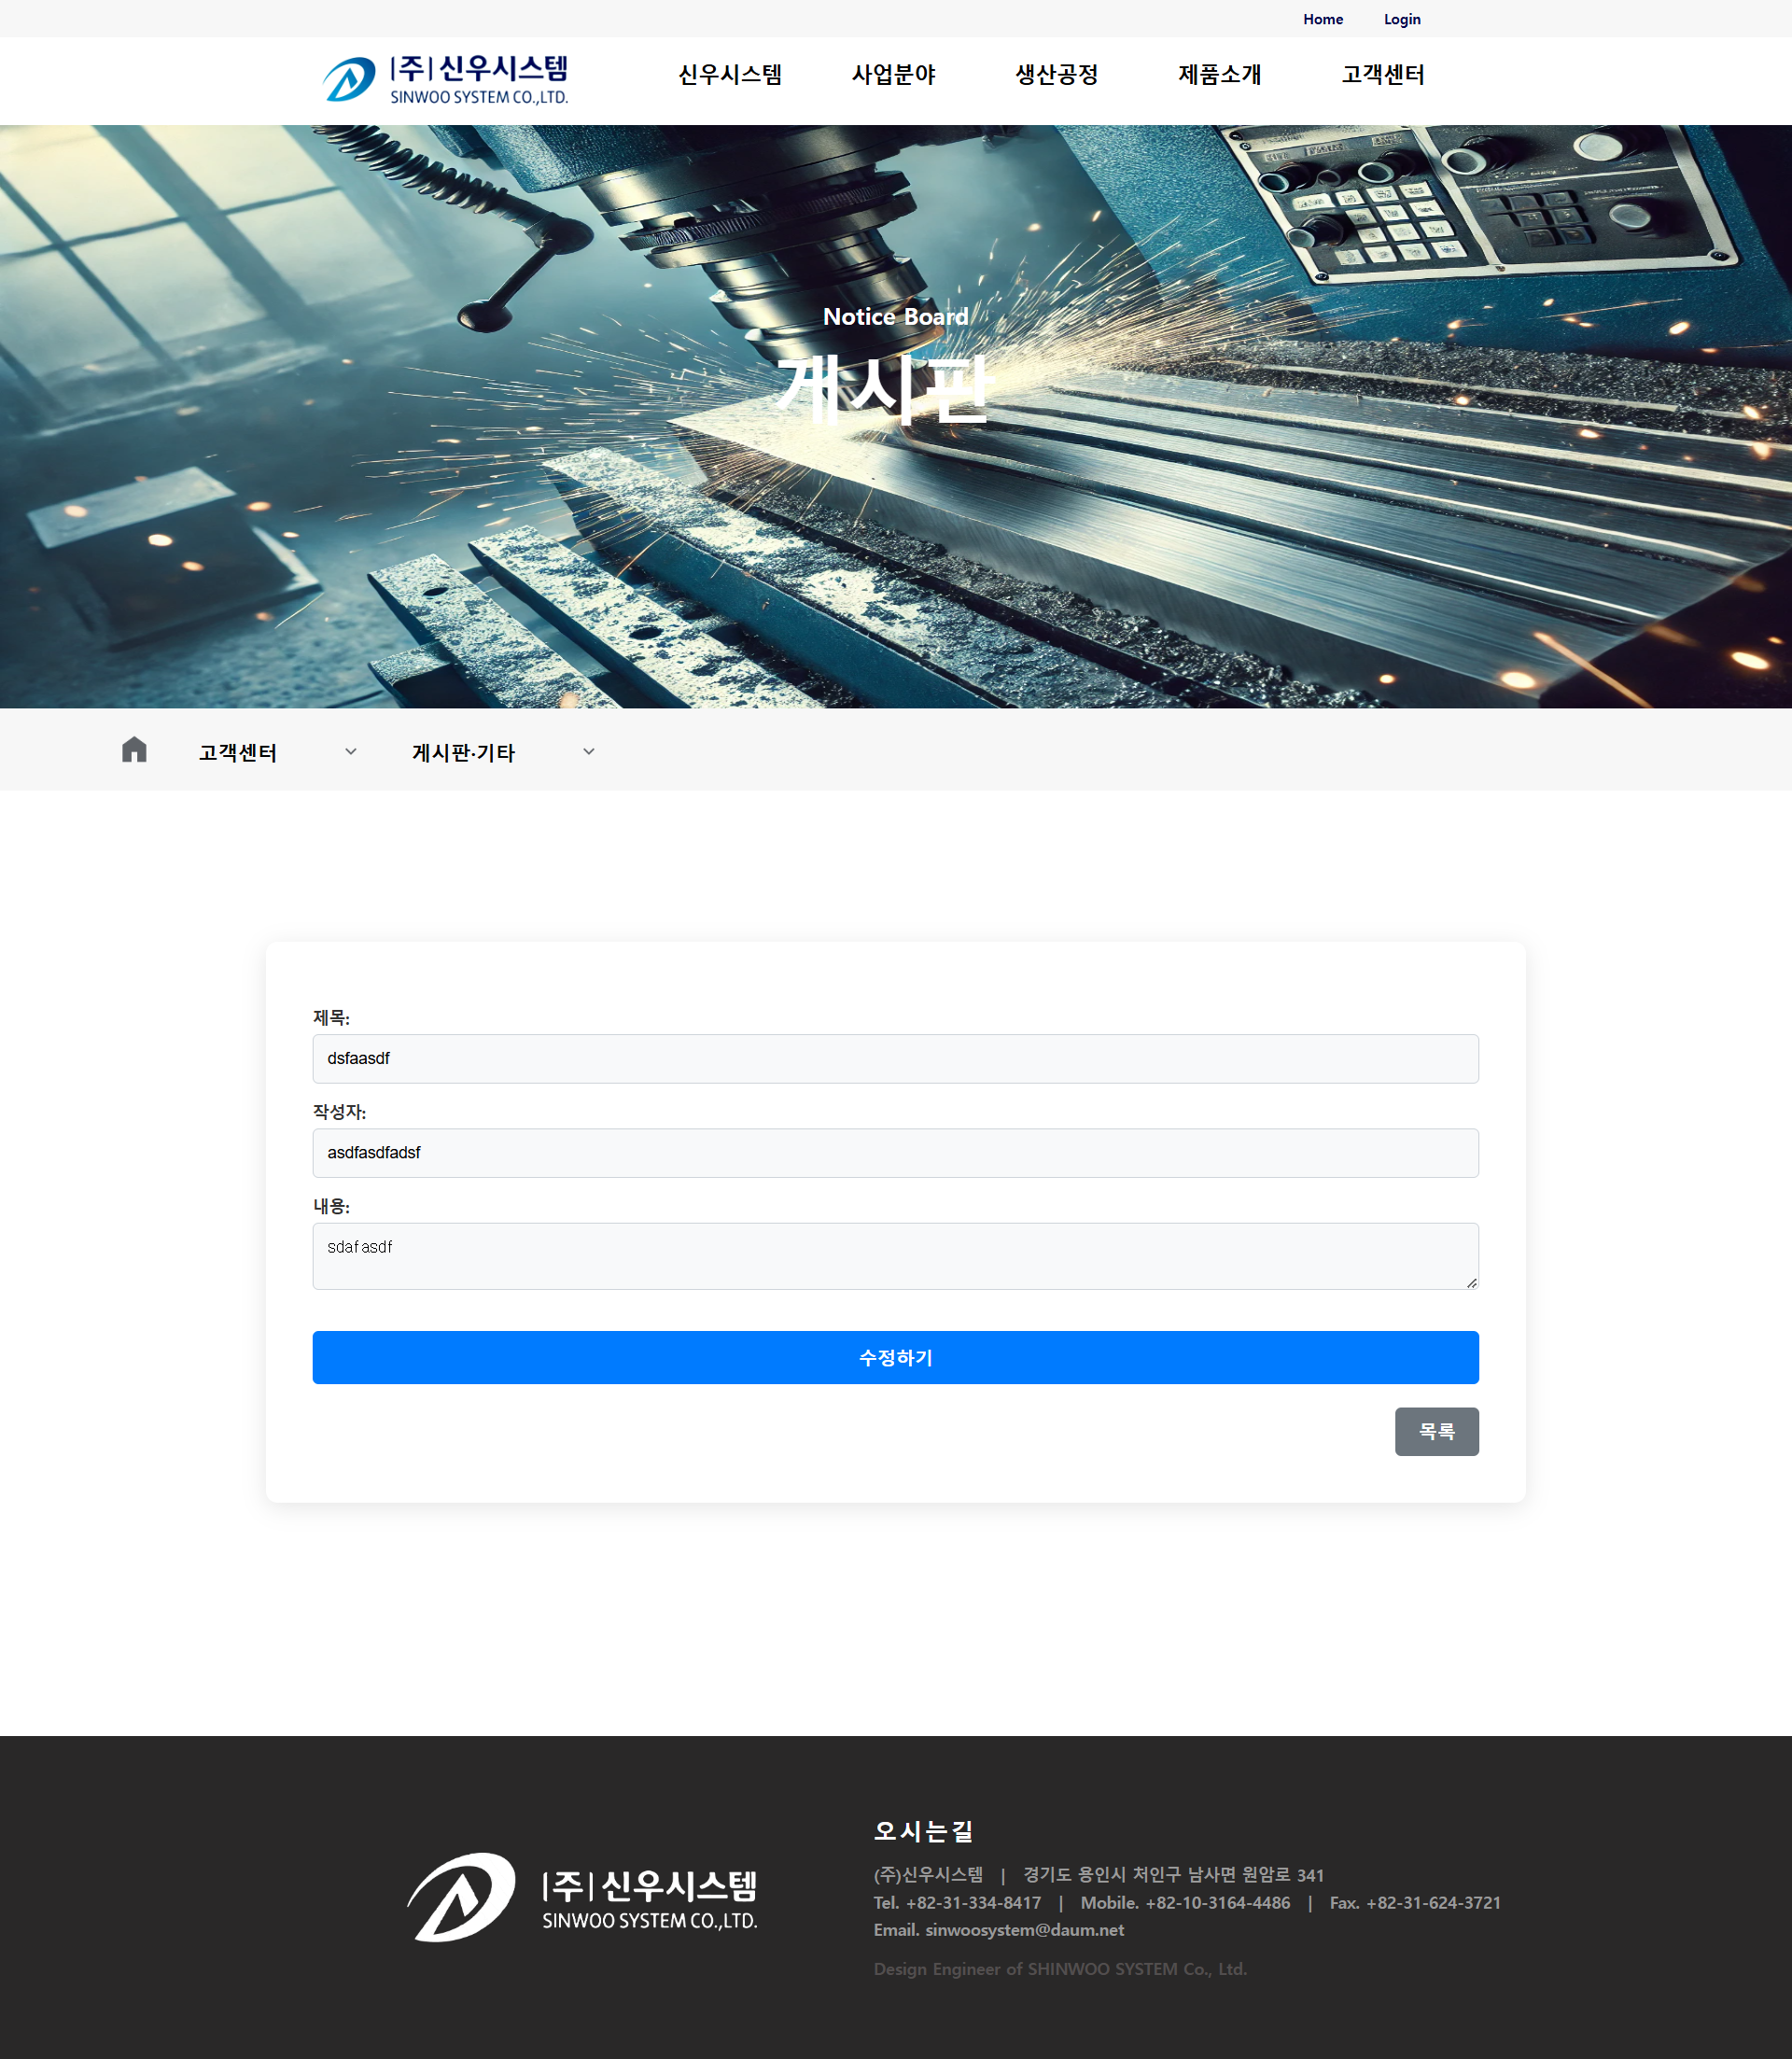 Home Login
|주| 신우시스템
SINWOO SYSTEM CO.,LTD.
신우시스템 사업분야 생산공정 제품소개 고객센터
Notice Board
게시판
고객센터 게시판·기타
제목:
dsfaasdf
작성자:
asdfasdfadsf
내용:
sdafasdf
수정하기
목록
|주| 신우시스템
SINWOO SYSTEM CO.,LTD.
오시는길
(주)신우시스템 | 경기도 용인시 처인구 남사면 원암로 341
Tel. +82-31-334-8417 | Mobile. +82-10-3164-4486 | Fax. +82-31-624-3721
Email. sinwoosystem@daum.net
Design Engineer of SHINWOO SYSTEM Co., Ltd.